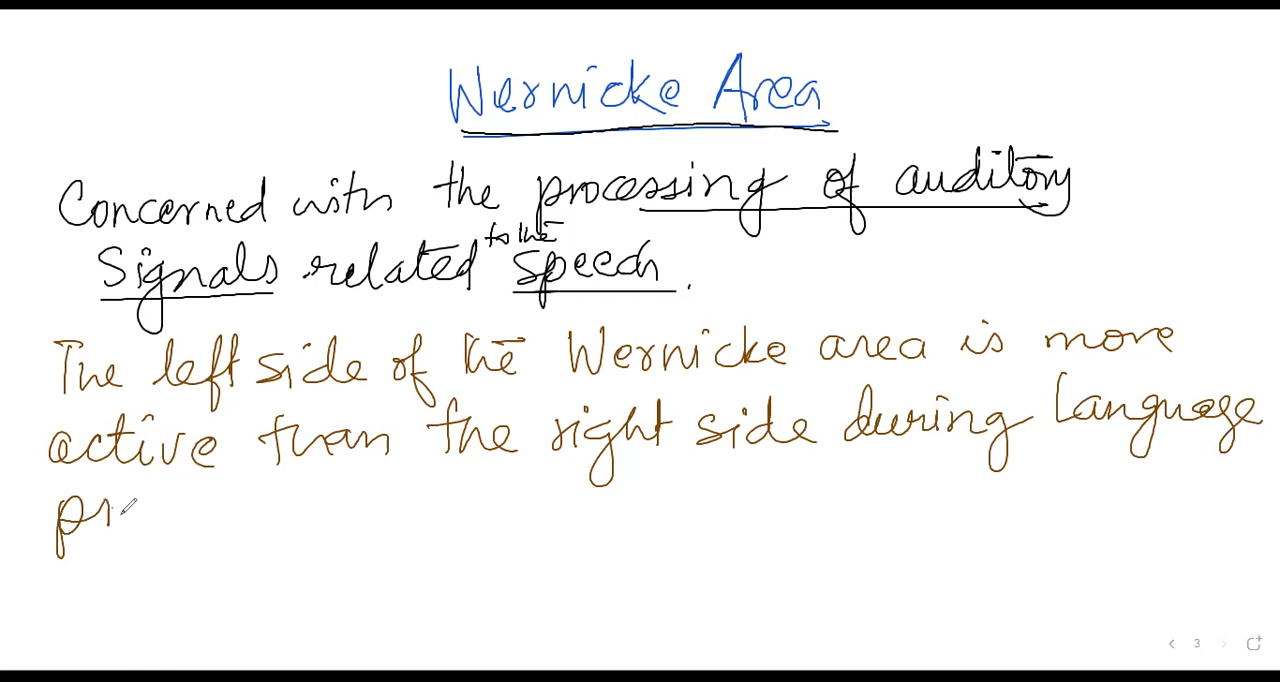 Wernicke Area
Concerned with the processing of auditory
Signals related to the speech.
The left side of the Wernicke area is more
active than the right side during language
pr
3